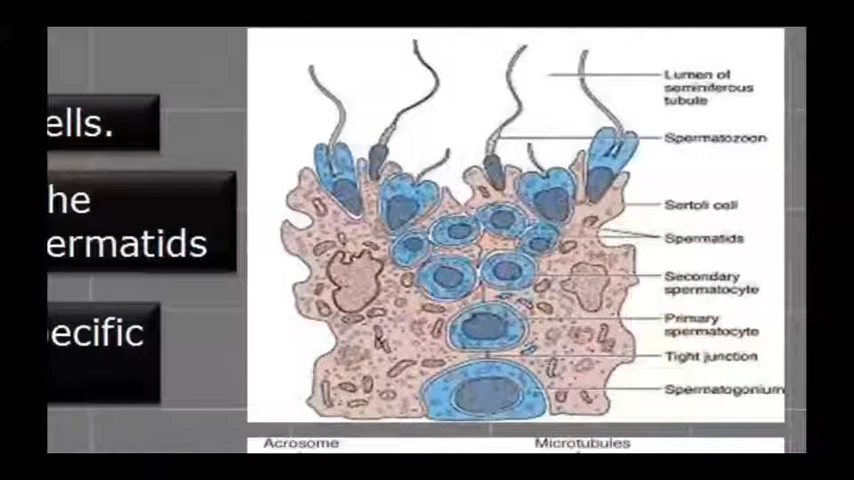 ells.
he
ermatids
ecific
Lumen of
seminiferous
tubule
Spermatozoon
Sertoli cell
Spermatids
Secondary
spermatocyte
Primary
spermatocyte
Tight junction
Spermatogonium
Acrosome
Microtubules